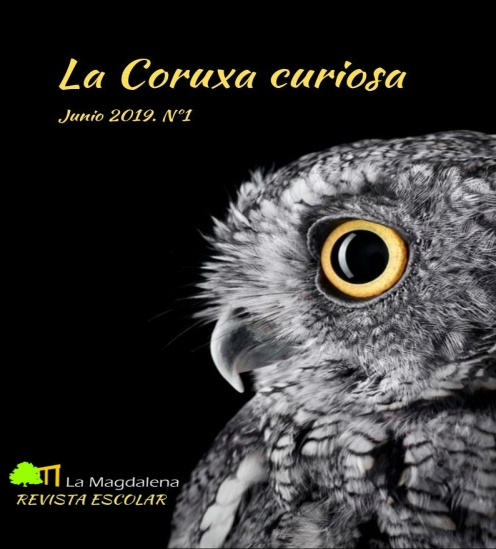 La Coruxa curiosa
Junio 2019. Nº1
La Magdalena
REVISTA ESCOLAR